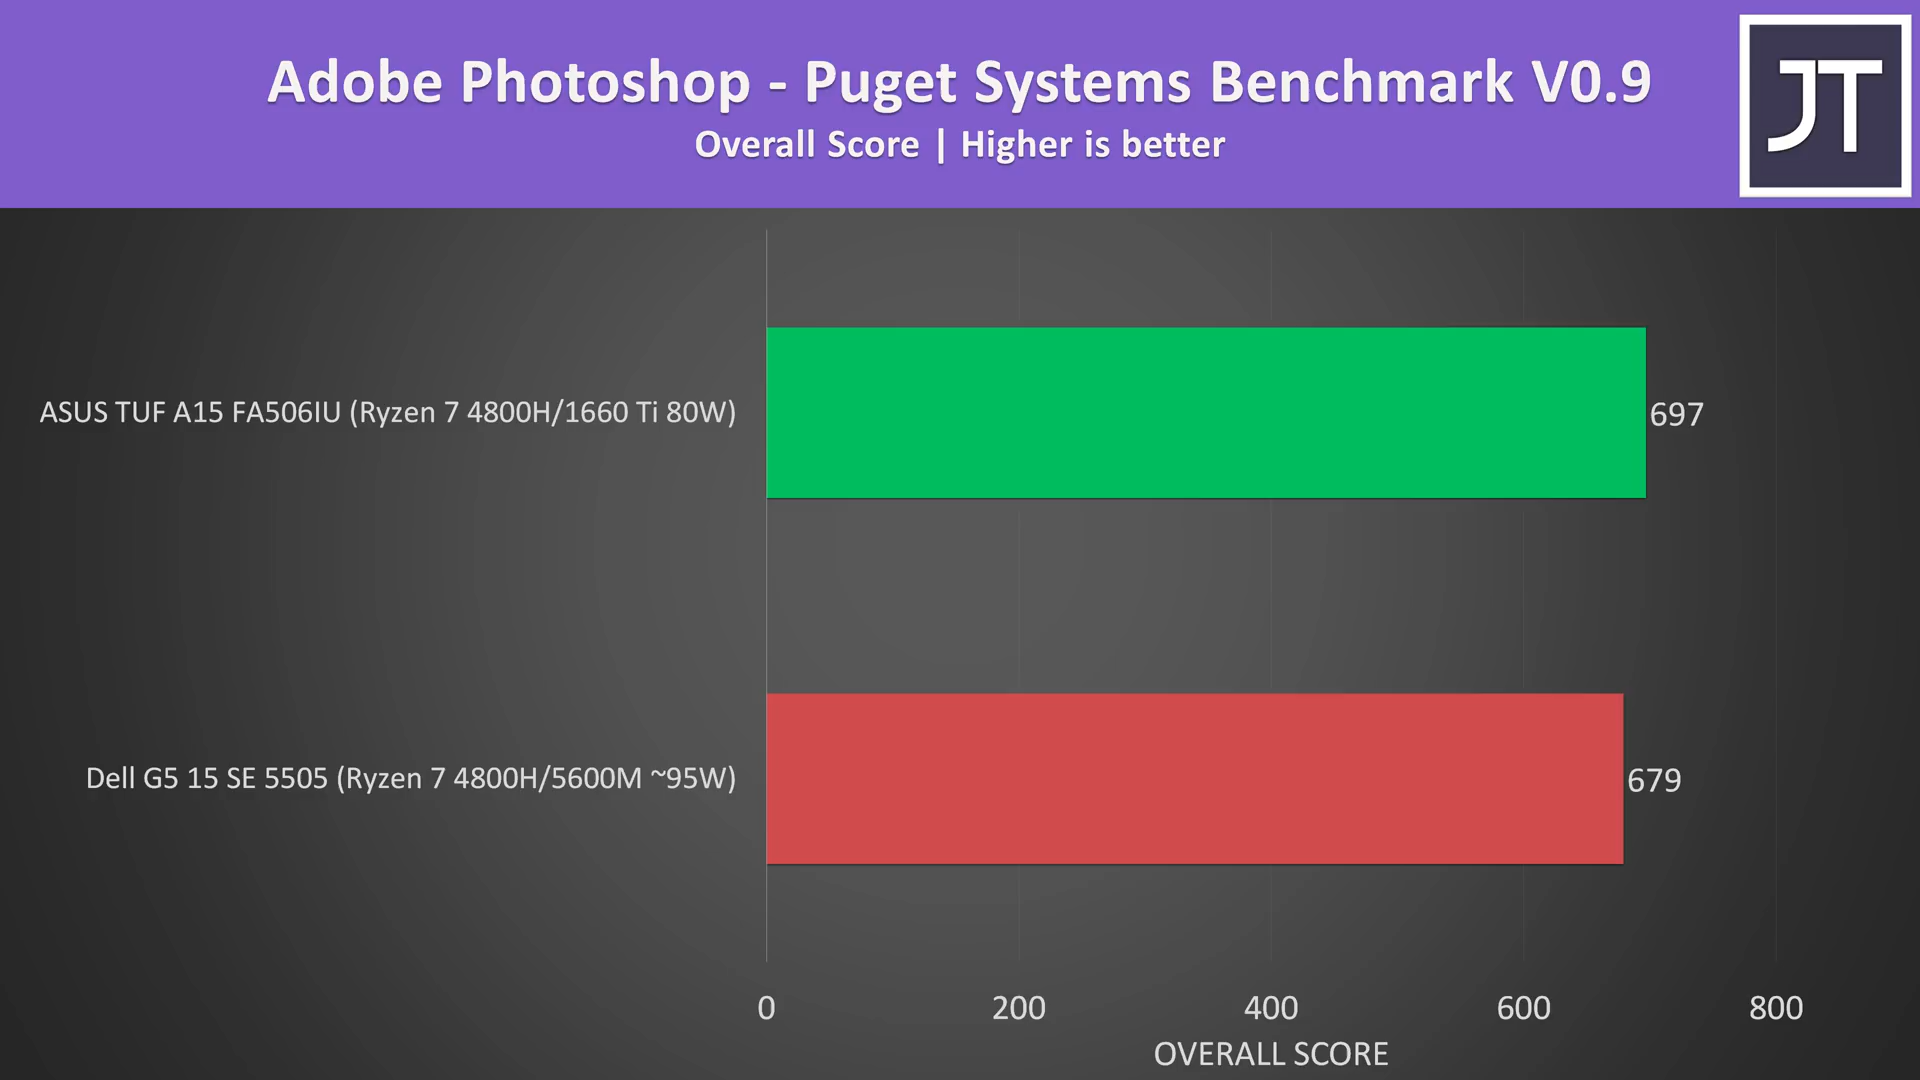 Adobe Photoshop - Puget Systems Benchmark V0.9
Overall Score | Higher is better
JT
ASUS TUF A15 FA506IU (Ryzen 7 4800H/1660 Ti 80W)
697
Dell G5 15 SE 5505 (Ryzen 7 4800H/5600M ~95W)
679
0 200 400 600 800
OVERALL SCORE